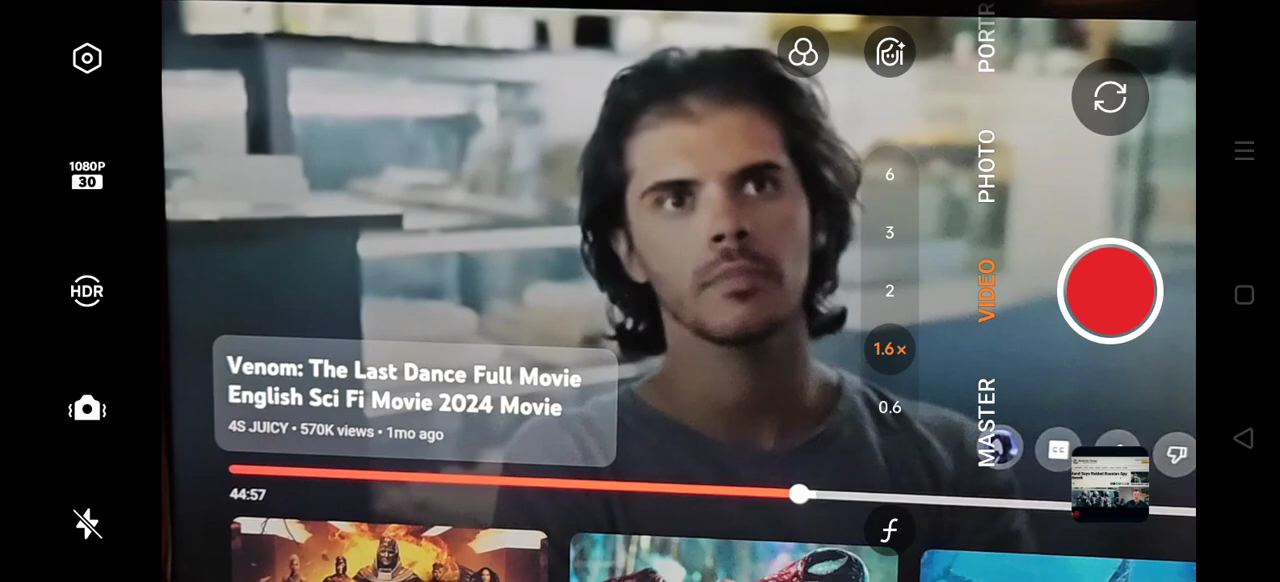 1080P
30
HDR
6
3
2
1.6×
0.6
PORTR
PHOTO
VIDEO
MASTER
Venom: The Last Dance Full Movie
English Sci Fi Movie 2024 Movie
4S JUICY • 570K views • 1mo ago
44:57
CC
f